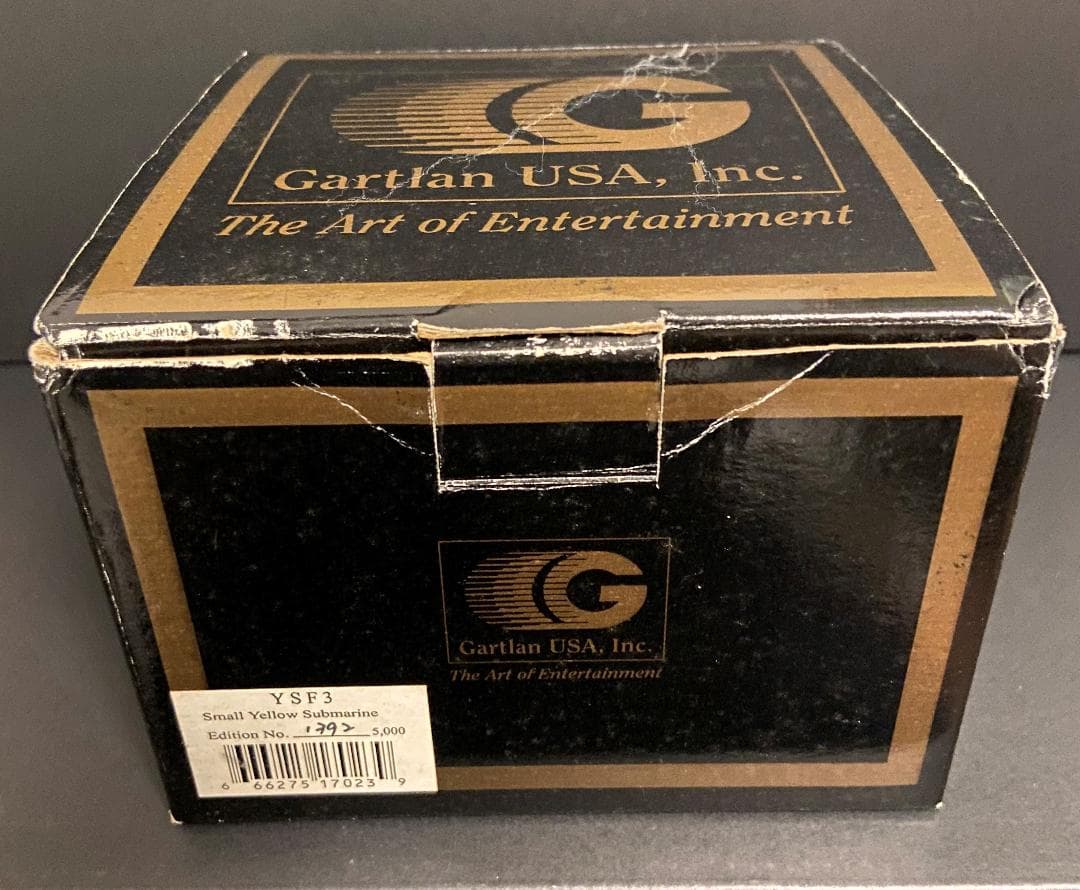 G
Gartlan USA, Inc.
The Art of Entertainment
G
Gartlan USA, Inc.
The Art of Entertainment
YSF3
Small Yellow Submarine
Edition No. 1792 5,000
6 66275 17023 9